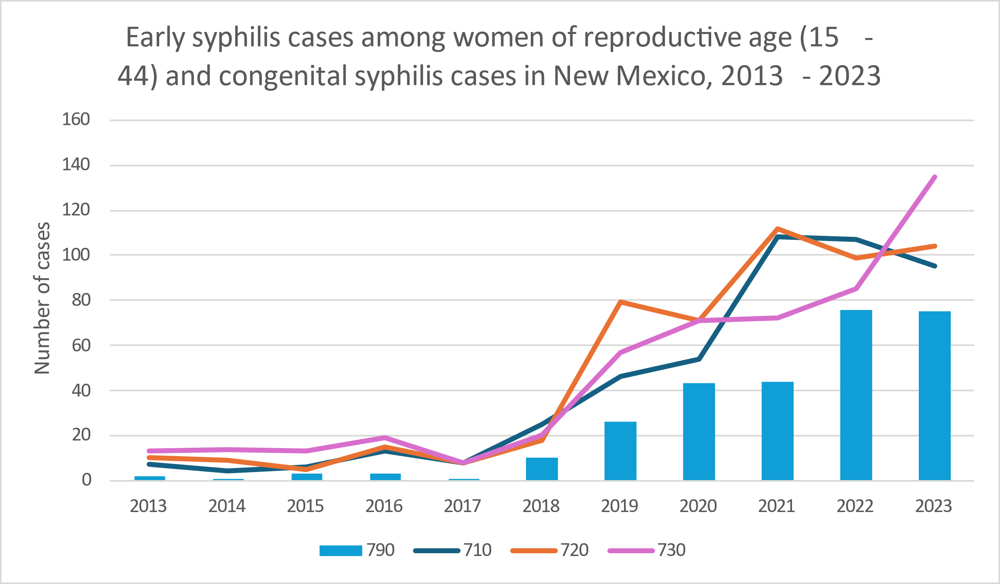 Early syphilis cases among women of reproductive age (15 -
44) and congenital syphilis cases in New Mexico, 2013 - 2023
160
140
120
100
80
60
40
20
0
Number of cases
2013 2014 2015 2016 2017 2018 2019 2020 2021 2022 2023
790 710 720 730